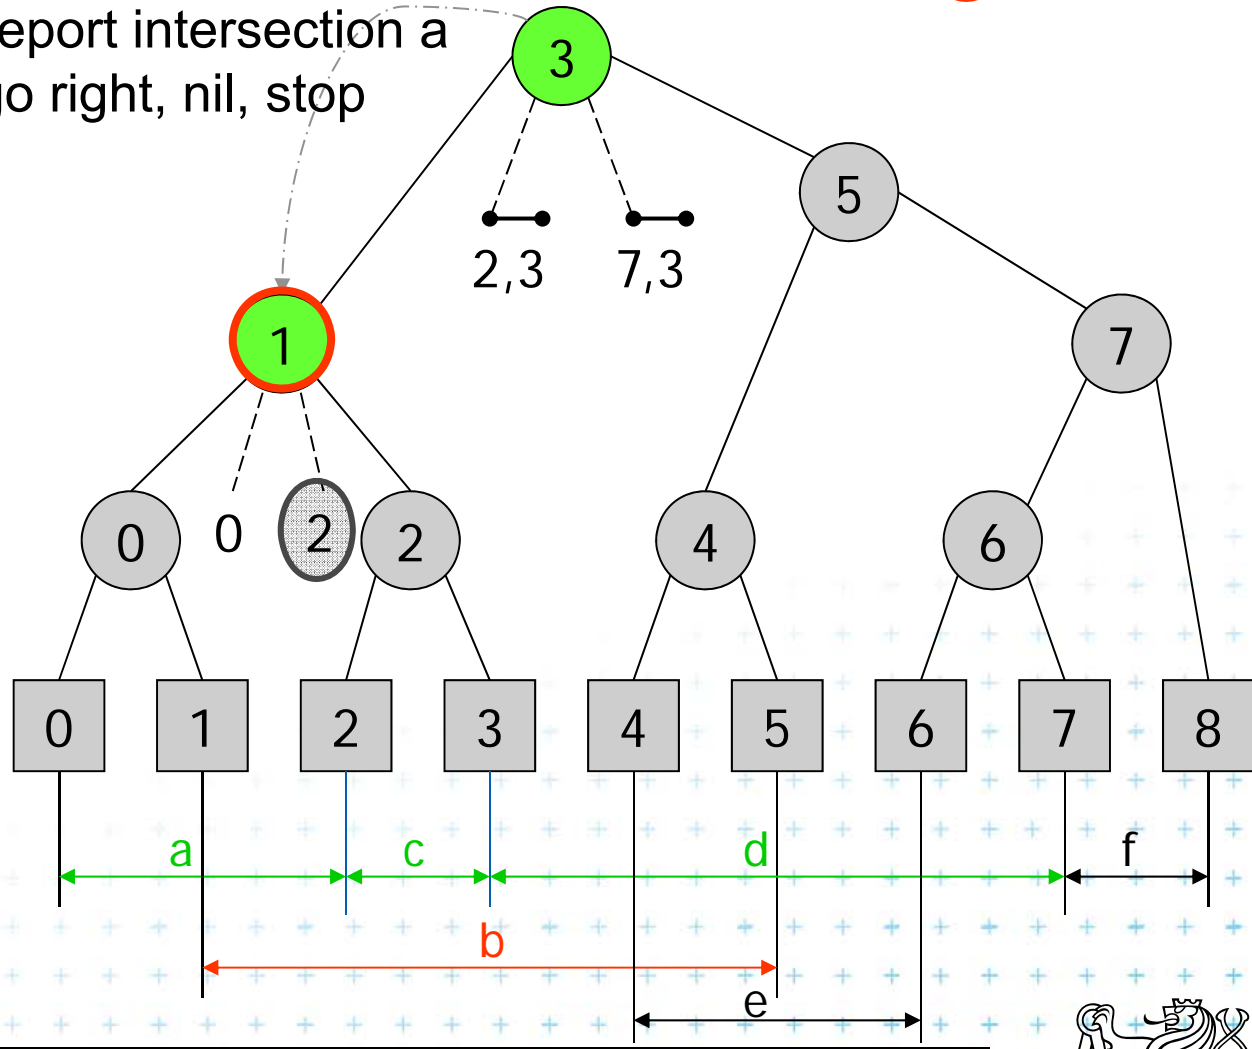 eport intersection a
go right, nil, stop
3
5
2,3 7,3
1
7
0 0 2 2 4 6
0 1 2 3 4 5 6 7 8
a c d f
b
e